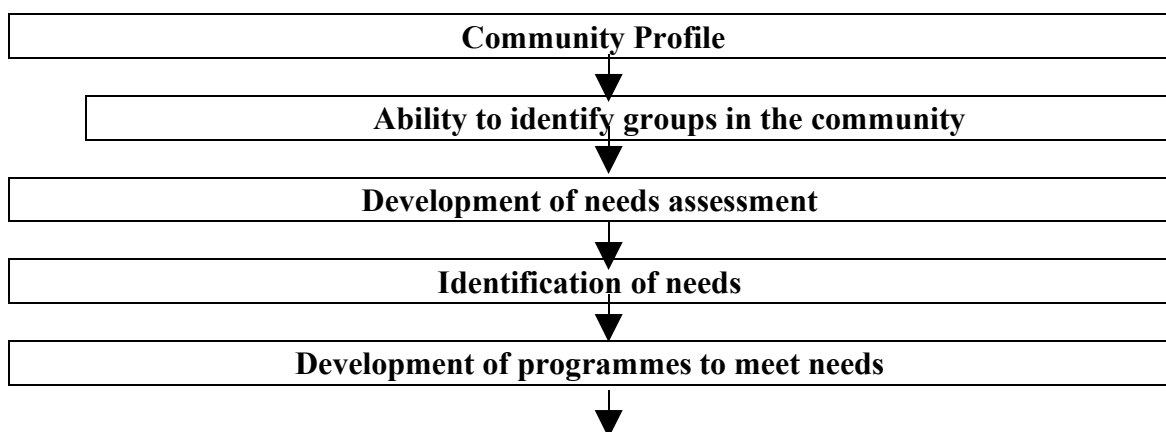 Community Profile
Ability to identify groups in the community
Development of needs assessment
Identification of needs
Development of programmes to meet needs